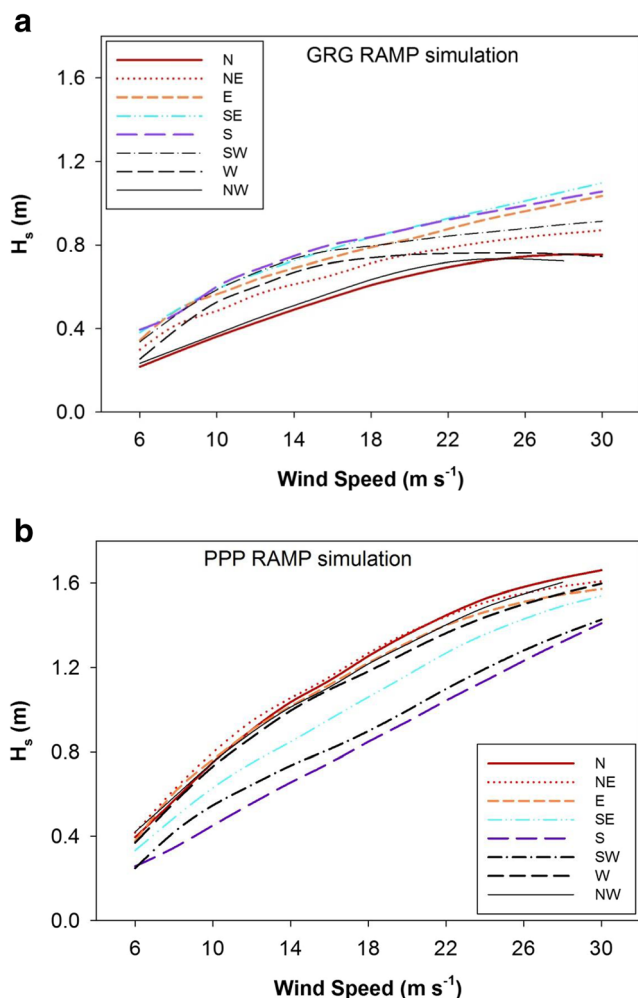 a
GRG RAMP simulation
N
NE
E
SE
S
SW
W
NW
H_s (m)
1.6
1.2
0.8
0.4
0.0
6 10 14 18 22 26 30
Wind Speed (m s⁻¹)
b
PPP RAMP simulation
H_s (m)
1.6
1.2
0.8
0.4
0.0
N
NE
E
SE
S
SW
W
NW
6 10 14 18 22 26 30
Wind Speed (m s⁻¹)